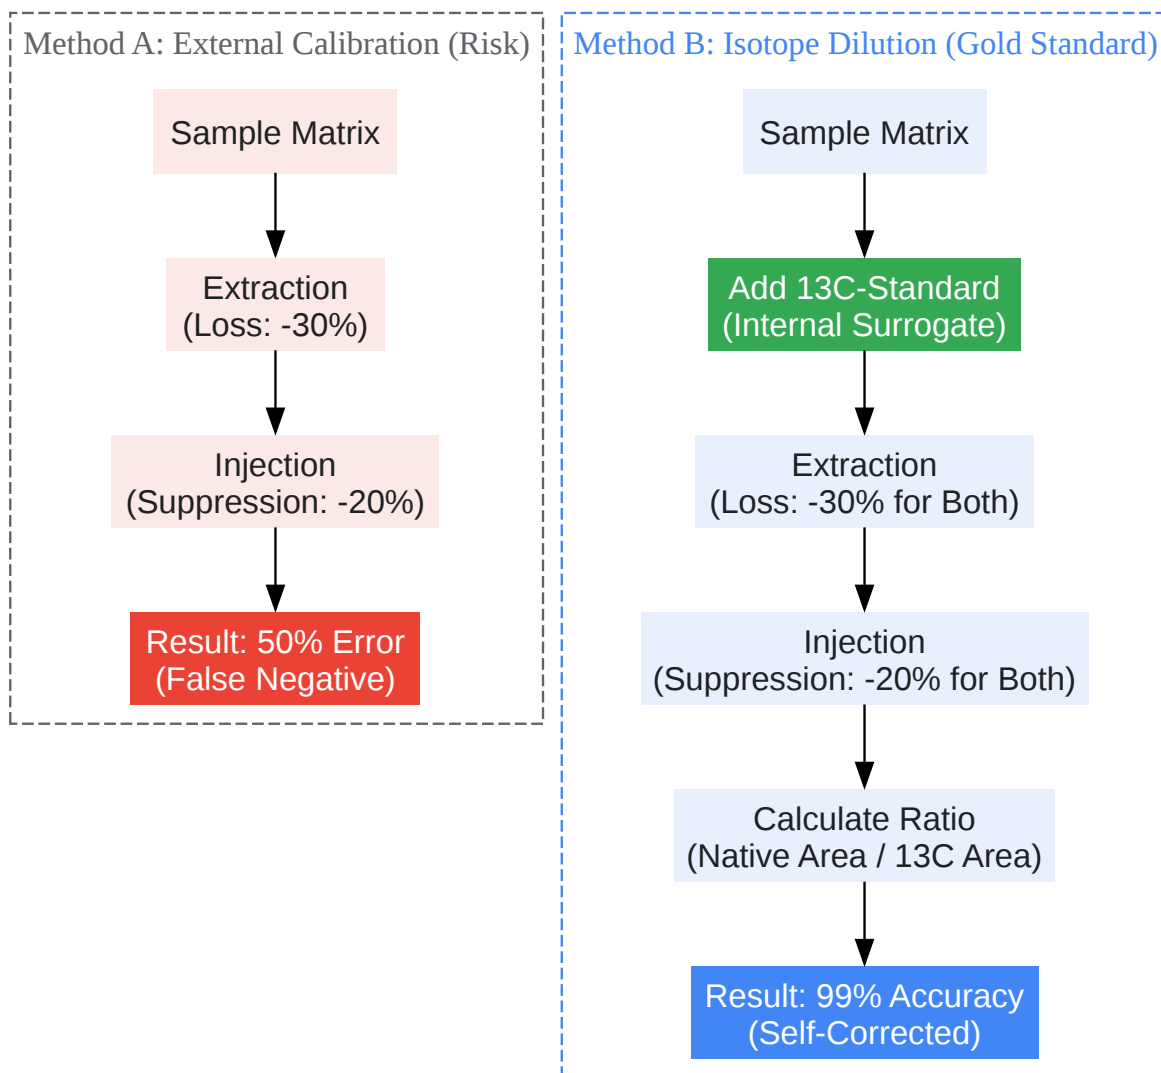 Method A: External Calibration (Risk)
Sample Matrix
Extraction
(Loss: -30%)
Injection
(Suppression: -20%)
Result: 50% Error
(False Negative)
Method B: Isotope Dilution (Gold Standard)
Sample Matrix
Add 13C-Standard
(Internal Surrogate)
Extraction
(Loss: -30% for Both)
Injection
(Suppression: -20% for Both)
Calculate Ratio
(Native Area / 13C Area)
Result: 99% Accuracy
(Self-Corrected)